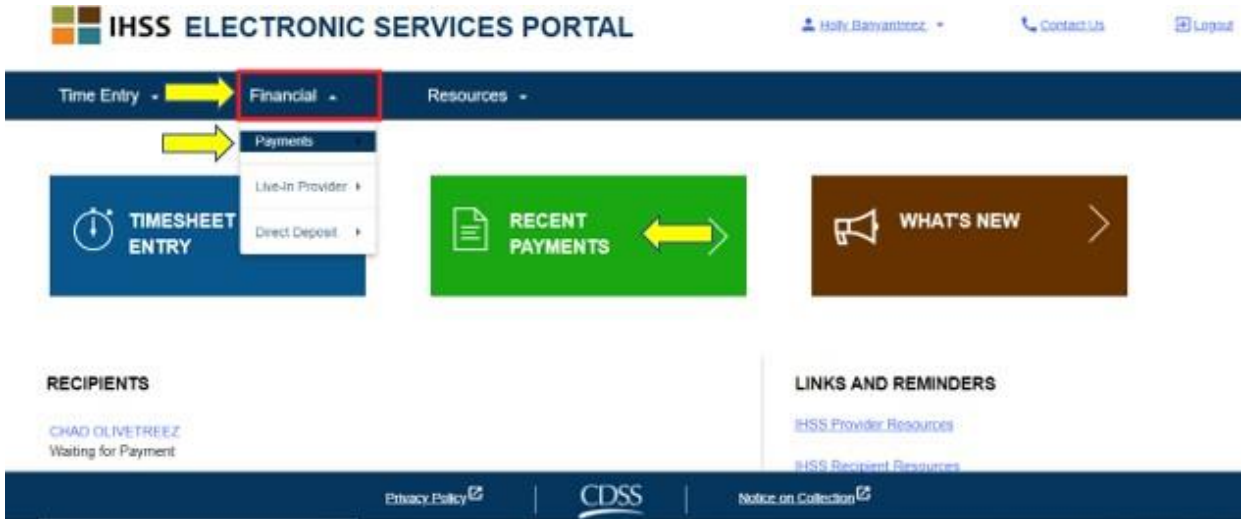 IHSS ELECTRONIC SERVICES PORTAL
Holly Banyantreez
Contact Us
Logout
Time Entry
Financial
Resources
Payments
Live-In Provider
Direct Deposit
TIMESHEET
ENTRY
RECENT
PAYMENTS
WHAT'S NEW
RECIPIENTS
CHAD OLIVETREEZ
Waiting for Payment
LINKS AND REMINDERS
IHSS Provider Resources
IHSS Recipient Resources
Privacy Policy
CDSS
Notice on Collection